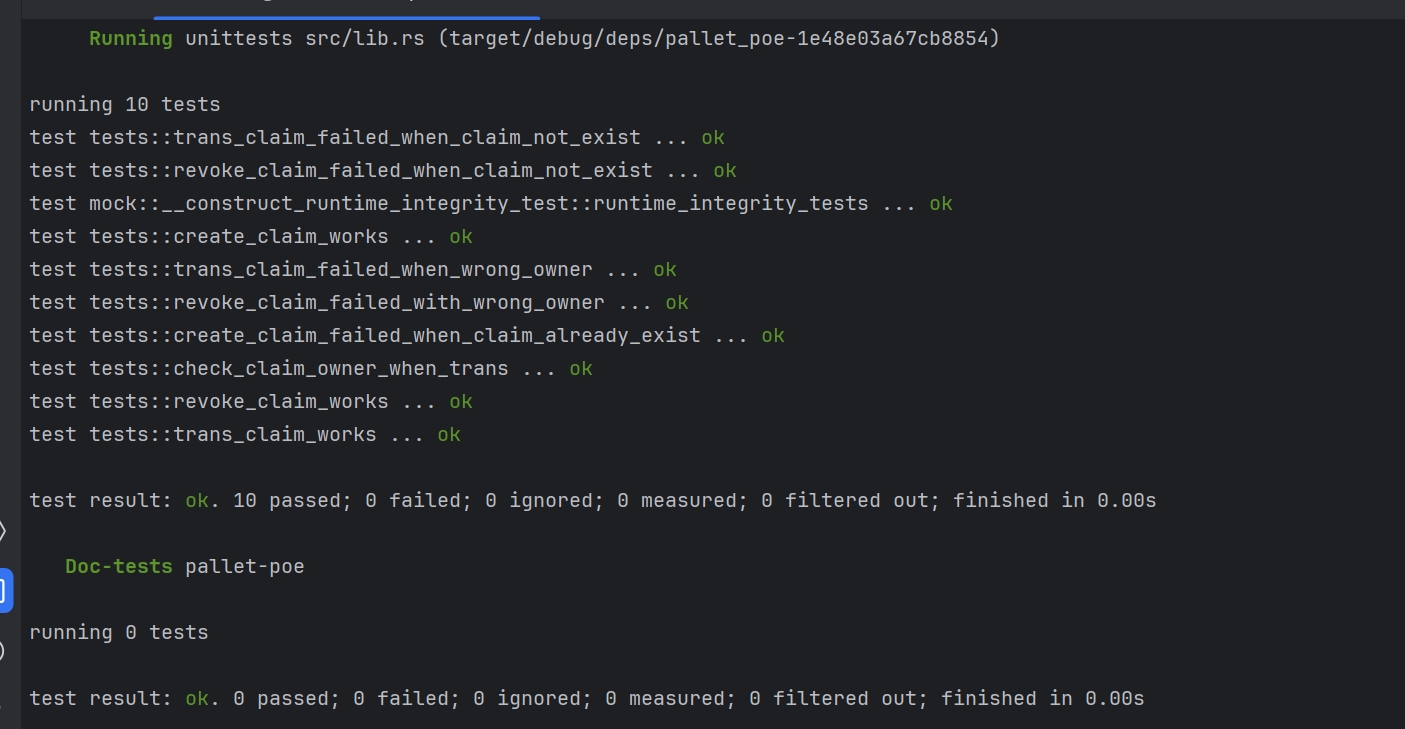 Running unittests src/lib.rs (target/debug/deps/pallet_poe-1e48e03a67cb8854)
running 10 tests
test tests::trans_claim_failed_when_claim_not_exist ... ok
test tests::revoke_claim_failed_when_claim_not_exist ... ok
test mock::__construct_runtime_integrity_test::runtime_integrity_tests ... ok
test tests::create_claim_works ... ok
test tests::trans_claim_failed_when_wrong_owner ... ok
test tests::revoke_claim_failed_with_wrong_owner ... ok
test tests::create_claim_failed_when_claim_already_exist ... ok
test tests::check_claim_owner_when_trans ... ok
test tests::revoke_claim_works ... ok
test tests::trans_claim_works ... ok
test result: ok. 10 passed; 0 failed; 0 ignored; 0 measured; 0 filtered out; finished in 0.00s
Doc-tests pallet-poe
running 0 tests
test result: ok. 0 passed; 0 failed; 0 ignored; 0 measured; 0 filtered out; finished in 0.00s